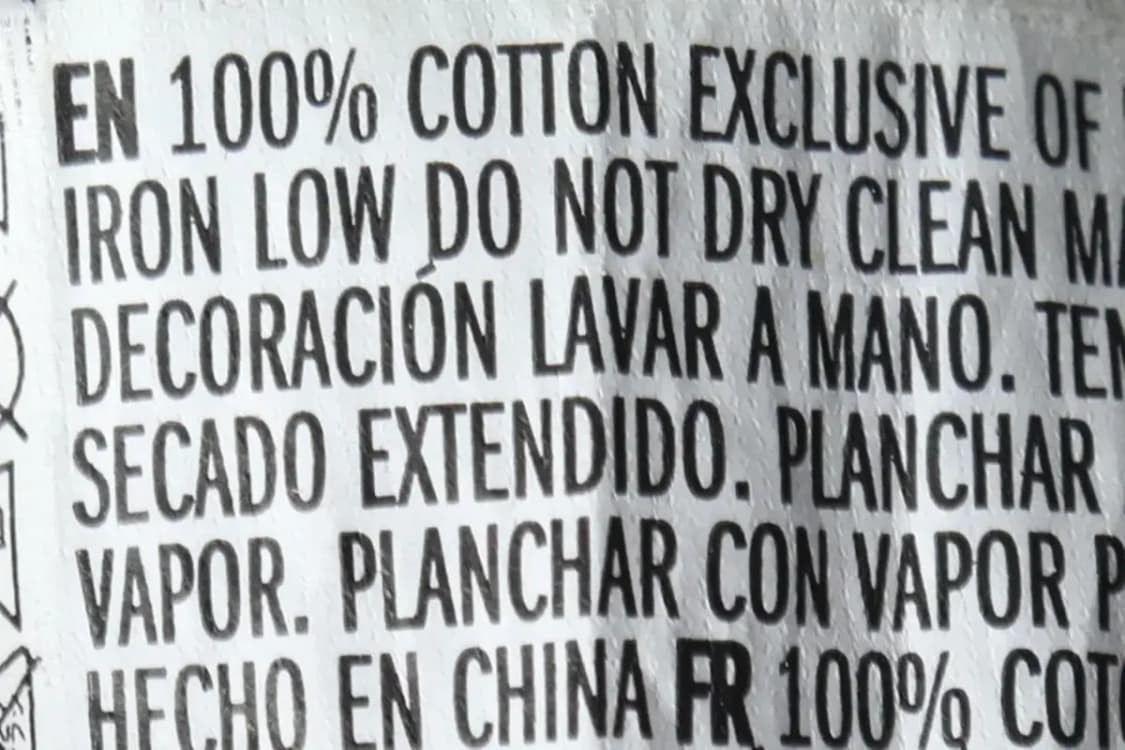 EN 100% COTTON EXCLUSIVE OF
IRON LOW DO NOT DRY CLEAN
DECORACIÓN LAVAR A MANO.
SECADO EXTENDIDO. PLANCHAR
VAPOR. PLANCHAR CON VAPOR
HECHO EN CHINA FR 100%